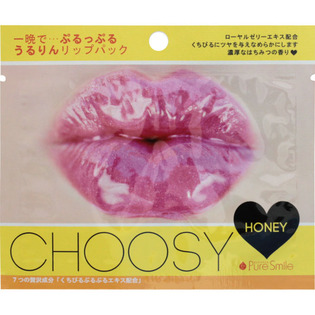 一晩で…ぷるっぷる
うるりんリップパック
ローヤルゼリーエキス配合
くちびるにツヤを与えなめらかにします
濃厚なはちみつの香り♥
CHOOSY
HONEY
Pure Smile
7つの贅沢成分「くちびるぷるぷるエキス配合」